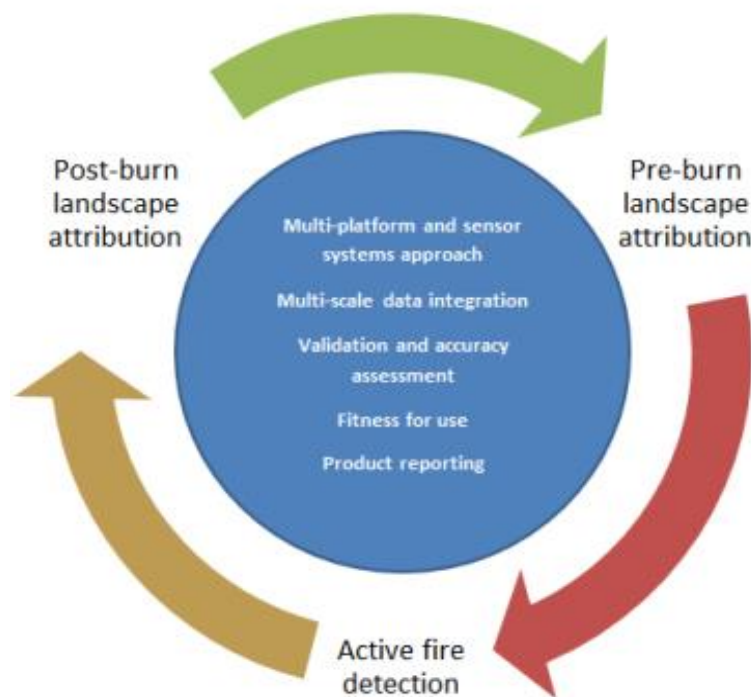 Post-burn
landscape
attribution
Pre-burn
landscape
attribution
Multi-platform and sensor
systems approach
Multi-scale data integration
Validation and accuracy
assessment
Fitness for use
Product reporting
Active fire
detection